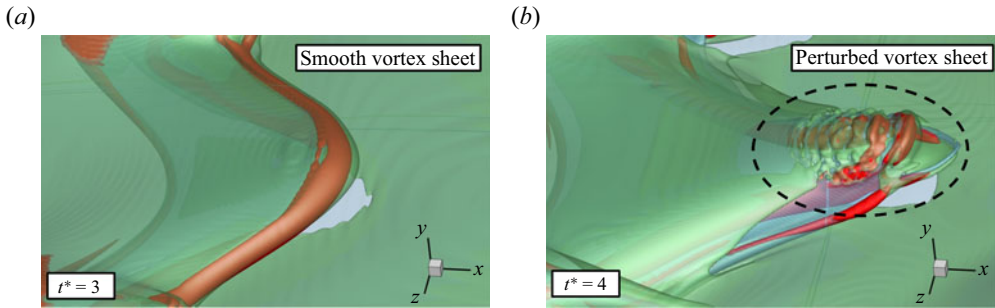 (a)
Smooth vortex sheet
y
x
z
t* = 3
(b)
Perturbed vortex sheet
y
x
z
t* = 4